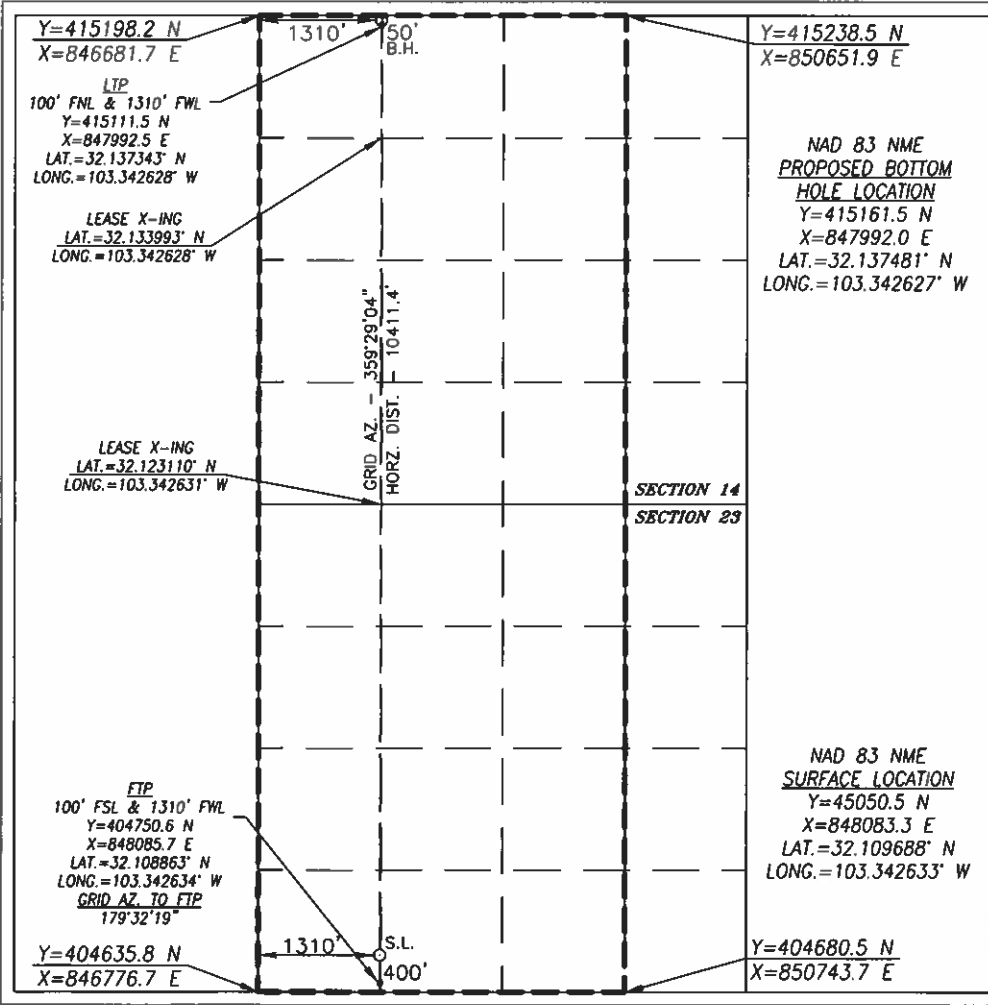 Y=415198.2 N
X=846681.7 E
1310'
50'
B.H.
Y=415238.5 N
X=850651.9 E
LTP
100' FNL & 1310' FWL
Y=415111.5 N
X=847992.5 E
LAT.=32.137343° N
LONG.=103.342628° W
LEASE X-ING
LAT.=32.133993° N
LONG.=103.342628° W
NAD 83 NME
PROPOSED BOTTOM
HOLE LOCATION
Y=415161.5 N
X=847992.0 E
LAT.=32.137481° N
LONG.=103.342627° W
GRID AZ. - 359°29'04"
HORZ. DIST. - 10411.4'
LEASE X-ING
LAT.=32.123110° N
LONG.=103.342631° W
SECTION 14
SECTION 23
FTP
100' FSL & 1310' FWL
Y=404750.6 N
X=848085.7 E
LAT.=32.108863° N
LONG.=103.342634° W
GRID AZ. TO FTP
179°32'19"
NAD 83 NME
SURFACE LOCATION
Y=45050.5 N
X=848083.3 E
LAT.=32.109688° N
LONG.=103.342633° W
1310'
S.L.
400'
Y=404635.8 N
X=846776.7 E
Y=404680.5 N
X=850743.7 E